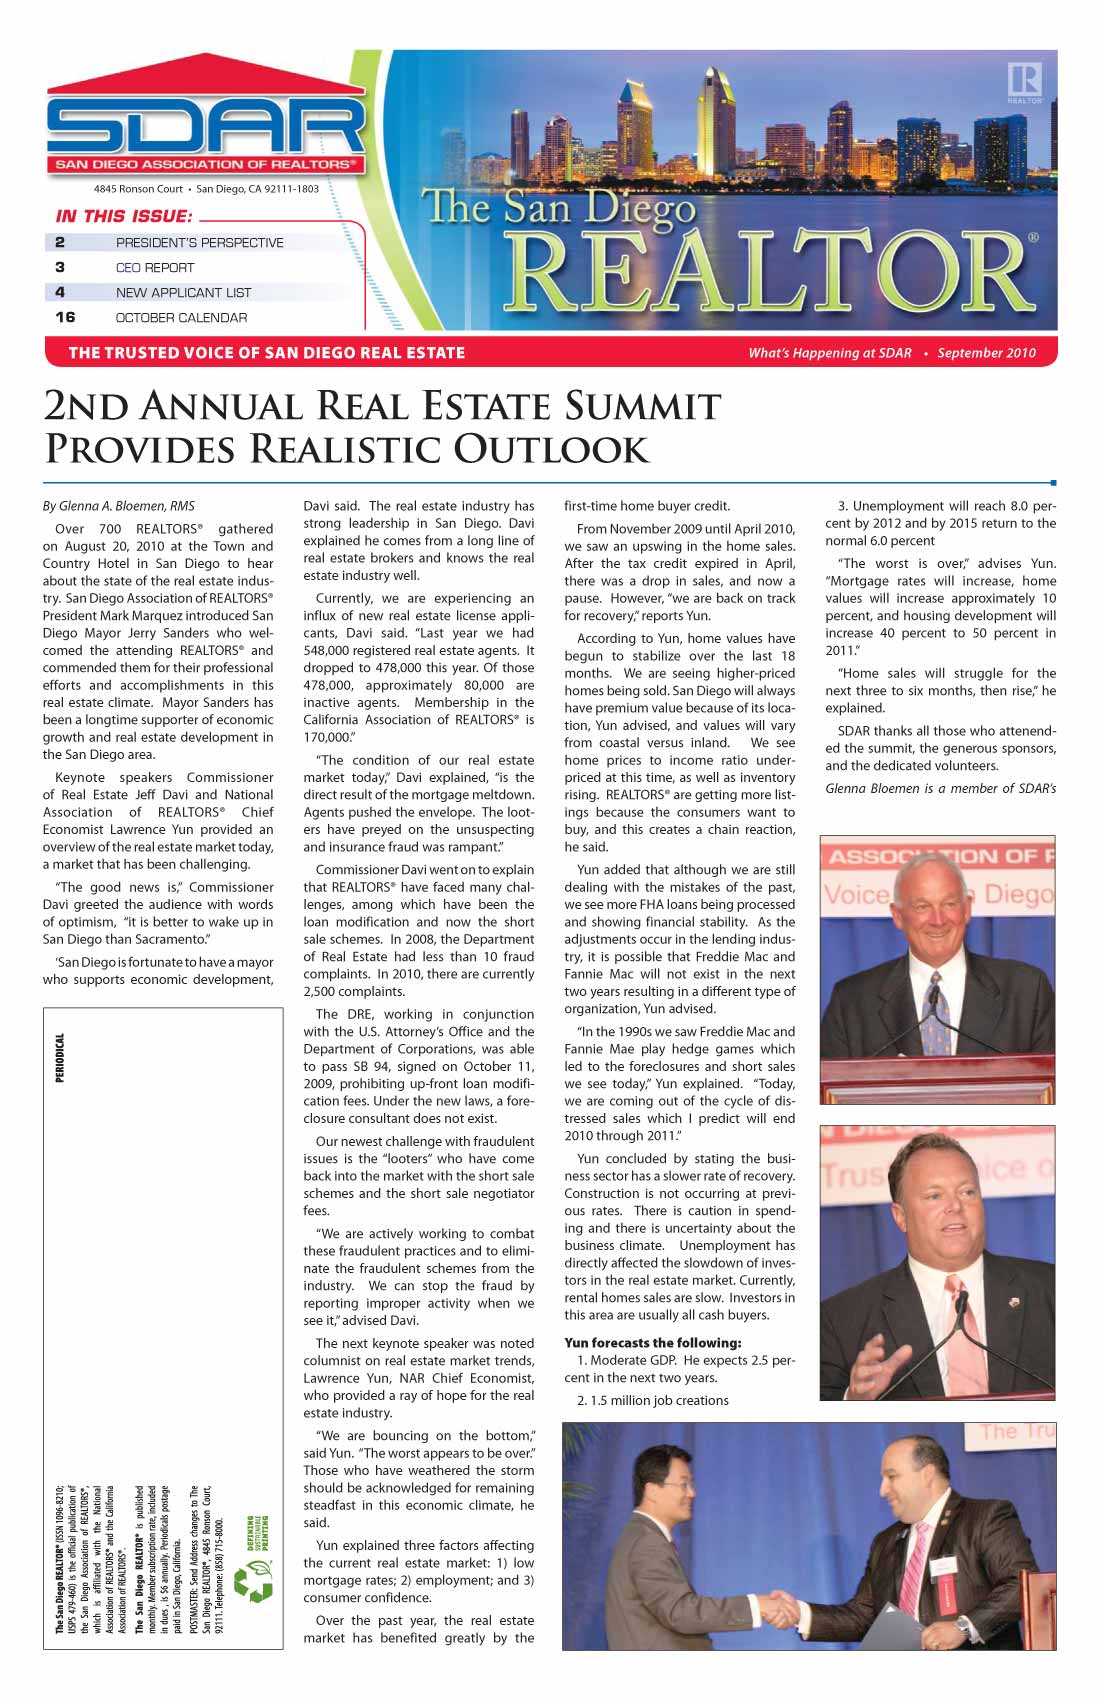 SDAR
SAN DIEGO ASSOCIATION OF REALTORS®
4845 Ronson Court • San Diego, CA 92111-1803
IN THIS ISSUE:
2 PRESIDENT'S PERSPECTIVE
3 CEO REPORT
4 NEW APPLICANT LIST
16 OCTOBER CALENDAR
R
REALTOR®
The San Diego
REALTOR®
THE TRUSTED VOICE OF SAN DIEGO REAL ESTATE
What's Happening at SDAR • September 2010
2ND ANNUAL REAL ESTATE SUMMIT
PROVIDES REALISTIC OUTLOOK
By Glenna A. Bloemen, RMS
Over 700 REALTORS® gathered
on August 20, 2010 at the Town and
Country Hotel in San Diego to hear
about the state of the real estate indus-
try. San Diego Association of REALTORS®
President Mark Marquez introduced San
Diego Mayor Jerry Sanders who wel-
comed the attending REALTORS® and
commended them for their professional
efforts and accomplishments in this
real estate climate. Mayor Sanders has
been a longtime supporter of economic
growth and real estate development in
the San Diego area.
Keynote speakers Commissioner
of Real Estate Jeff Davi and National
Association of REALTORS® Chief
Economist Lawrence Yun provided an
overview of the real estate market today,
a market that has been challenging.
"The good news is," Commissioner
Davi greeted the audience with words
of optimism, "it is better to wake up in
San Diego than Sacramento."
'San Diego is fortunate to have a mayor
who supports economic development,
Davi said. The real estate industry has
strong leadership in San Diego. Davi
explained he comes from a long line of
real estate brokers and knows the real
estate industry well.
Currently, we are experiencing an
influx of new real estate license appli-
cants, Davi said. "Last year we had
548,000 registered real estate agents. It
dropped to 478,000 this year. Of those
478,000, approximately 80,000 are
inactive agents. Membership in the
California Association of REALTORS® is
170,000."
"The condition of our real estate
market today," Davi explained, "is the
direct result of the mortgage meltdown.
Agents pushed the envelope. The loot-
ers have preyed on the unsuspecting
and insurance fraud was rampant."
Commissioner Davi went on to explain
that REALTORS® have faced many chal-
lenges, among which have been the
loan modification and now the short
sale schemes. In 2008, the Department
of Real Estate had less than 10 fraud
complaints. In 2010, there are currently
2,500 complaints.
The DRE, working in conjunction
with the U.S. Attorney's Office and the
Department of Corporations, was able
to pass SB 94, signed on October 11,
2009, prohibiting up-front loan modifi-
cation fees. Under the new laws, a fore-
closure consultant does not exist.
Our newest challenge with fraudulent
issues is the "looters" who have come
back into the market with the short sale
schemes and the short sale negotiator
fees.
"We are actively working to combat
these fraudulent practices and to elimi-
nate the fraudulent schemes from the
industry. We can stop the fraud by
reporting improper activity when we
see it," advised Davi.
The next keynote speaker was noted
columnist on real estate market trends,
Lawrence Yun, NAR Chief Economist,
who provided a ray of hope for the real
estate industry.
"We are bouncing on the bottom,"
said Yun. "The worst appears to be over."
Those who have weathered the storm
should be acknowledged for remaining
steadfast in this economic climate, he
said.
Yun explained three factors affecting
the current real estate market: 1) low
mortgage rates; 2) employment; and 3)
consumer confidence.
Over the past year, the real estate
market has benefited greatly by the
first-time home buyer credit.
From November 2009 until April 2010,
we saw an upswing in the home sales.
After the tax credit expired in April,
there was a drop in sales, and now a
pause. However, "we are back on track
for recovery," reports Yun.
According to Yun, home values have
begun to stabilize over the last 18
months. We are seeing higher-priced
homes being sold. San Diego will always
have premium value because of its loca-
tion, Yun advised, and values will vary
from coastal versus inland. We see
home prices to income ratio under-
priced at this time, as well as inventory
rising. REALTORS® are getting more list-
ings because the consumers want to
buy, and this creates a chain reaction,
he said.
Yun added that although we are still
dealing with the mistakes of the past,
we see more FHA loans being processed
and showing financial stability. As the
adjustments occur in the lending indus-
try, it is possible that Freddie Mac and
Fannie Mac will not exist in the next
two years resulting in a different type of
organization, Yun advised.
"In the 1990s we saw Freddie Mac and
Fannie Mae play hedge games which
led to the foreclosures and short sales
we see today," Yun explained. "Today,
we are coming out of the cycle of dis-
tressed sales which I predict will end
2010 through 2011."
Yun concluded by stating the busi-
ness sector has a slower rate of recovery.
Construction is not occurring at previ-
ous rates. There is caution in spend-
ing and there is uncertainty about the
business climate. Unemployment has
directly affected the slowdown of inves-
tors in the real estate market. Currently,
rental homes sales are slow. Investors in
this area are usually all cash buyers.
Yun forecasts the following:
1. Moderate GDP. He expects 2.5 per-
cent in the next two years.
2. 1.5 million job creations
3. Unemployment will reach 8.0 per-
cent by 2012 and by 2015 return to the
normal 6.0 percent
"The worst is over," advises Yun.
"Mortgage rates will increase, home
values will increase approximately 10
percent, and housing development will
increase 40 percent to 50 percent in
2011."
"Home sales will struggle for the
next three to six months, then rise," he
explained.
SDAR thanks all those who attenend-
ed the summit, the generous sponsors,
and the dedicated volunteers.
Glenna Bloemen is a member of SDAR's
PERIODICAL
The San Diego REALTOR® (ISSN 1096-8210;
USPS 479-460) is the official publication of
the San Diego Association of REALTORS®,
which is affiliated with the National
Association of REALTORS® and the California
Association of REALTORS®.
The San Diego REALTOR® is published
monthly. Member subscription rate, included
in dues, is $6 annually. Periodicals postage
paid in San Diego, California.
POSTMASTER: Send Address changes to The
San Diego REALTOR®, 4845 Ronson Court,
92111. Telephone: (858) 715-8000.
DEFINING
SUSTAINABLE
PRINTING
ASSOCIATION OF
Voice Diego
DIEGO
Trus ice o
The Tru